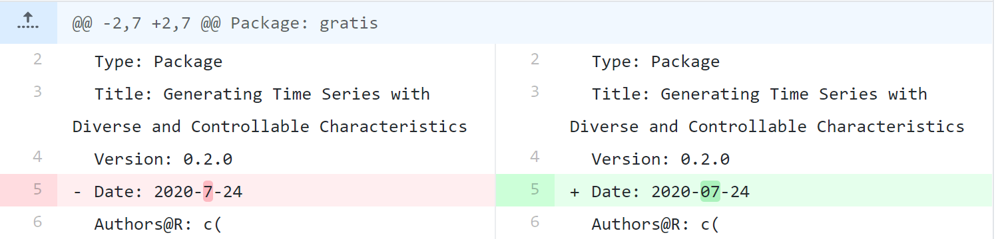 @@ -2,7 +2,7 @@ Package: gratis
2 Type: Package
3 Title: Generating Time Series with
Diverse and Controllable Characteristics
4 Version: 0.2.0
5 - Date: 2020-7-24
6 Authors@R: c(
2 Type: Package
3 Title: Generating Time Series with
Diverse and Controllable Characteristics
4 Version: 0.2.0
5 + Date: 2020-07-24
6 Authors@R: c(